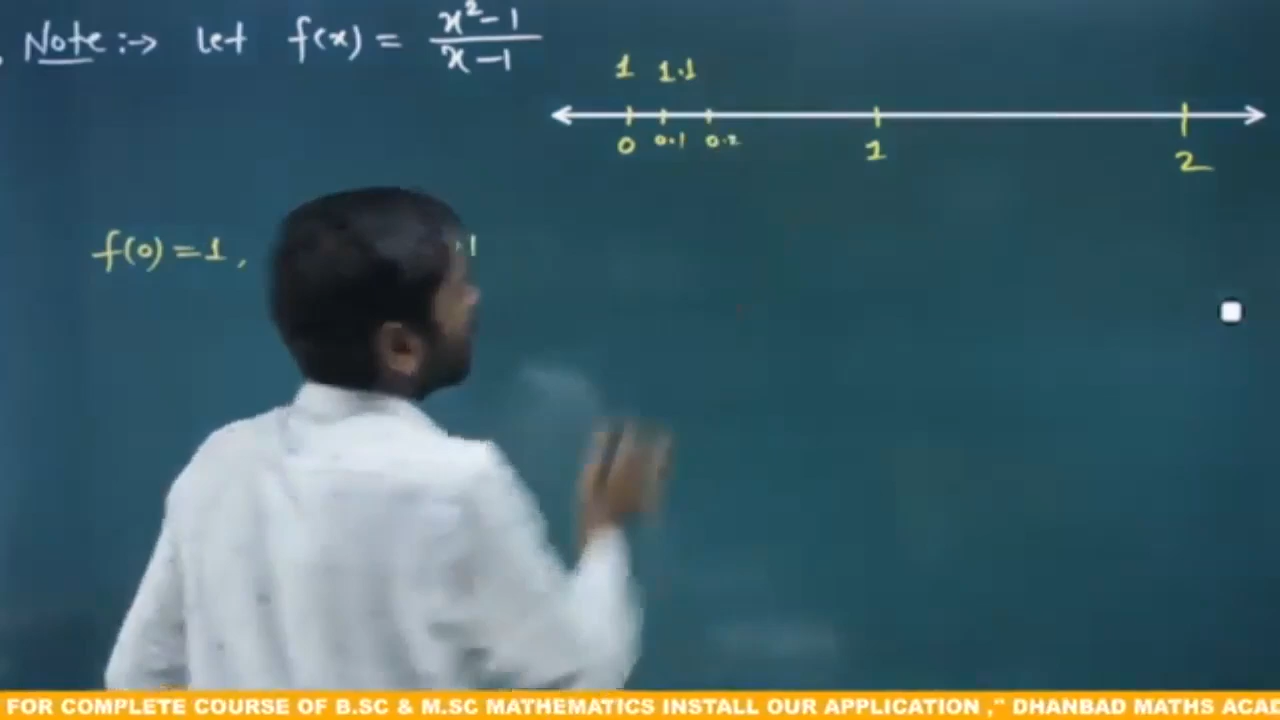 Note :→ Let f(x) = x²-1 / x-1
1 1.1
0 0.1 0.2 1 2
f(0) = 1, .1
FOR COMPLETE COURSE OF B.SC & M.SC MATHEMATICS INSTALL OUR APPLICATION ," DHANBAD MATHS ACA